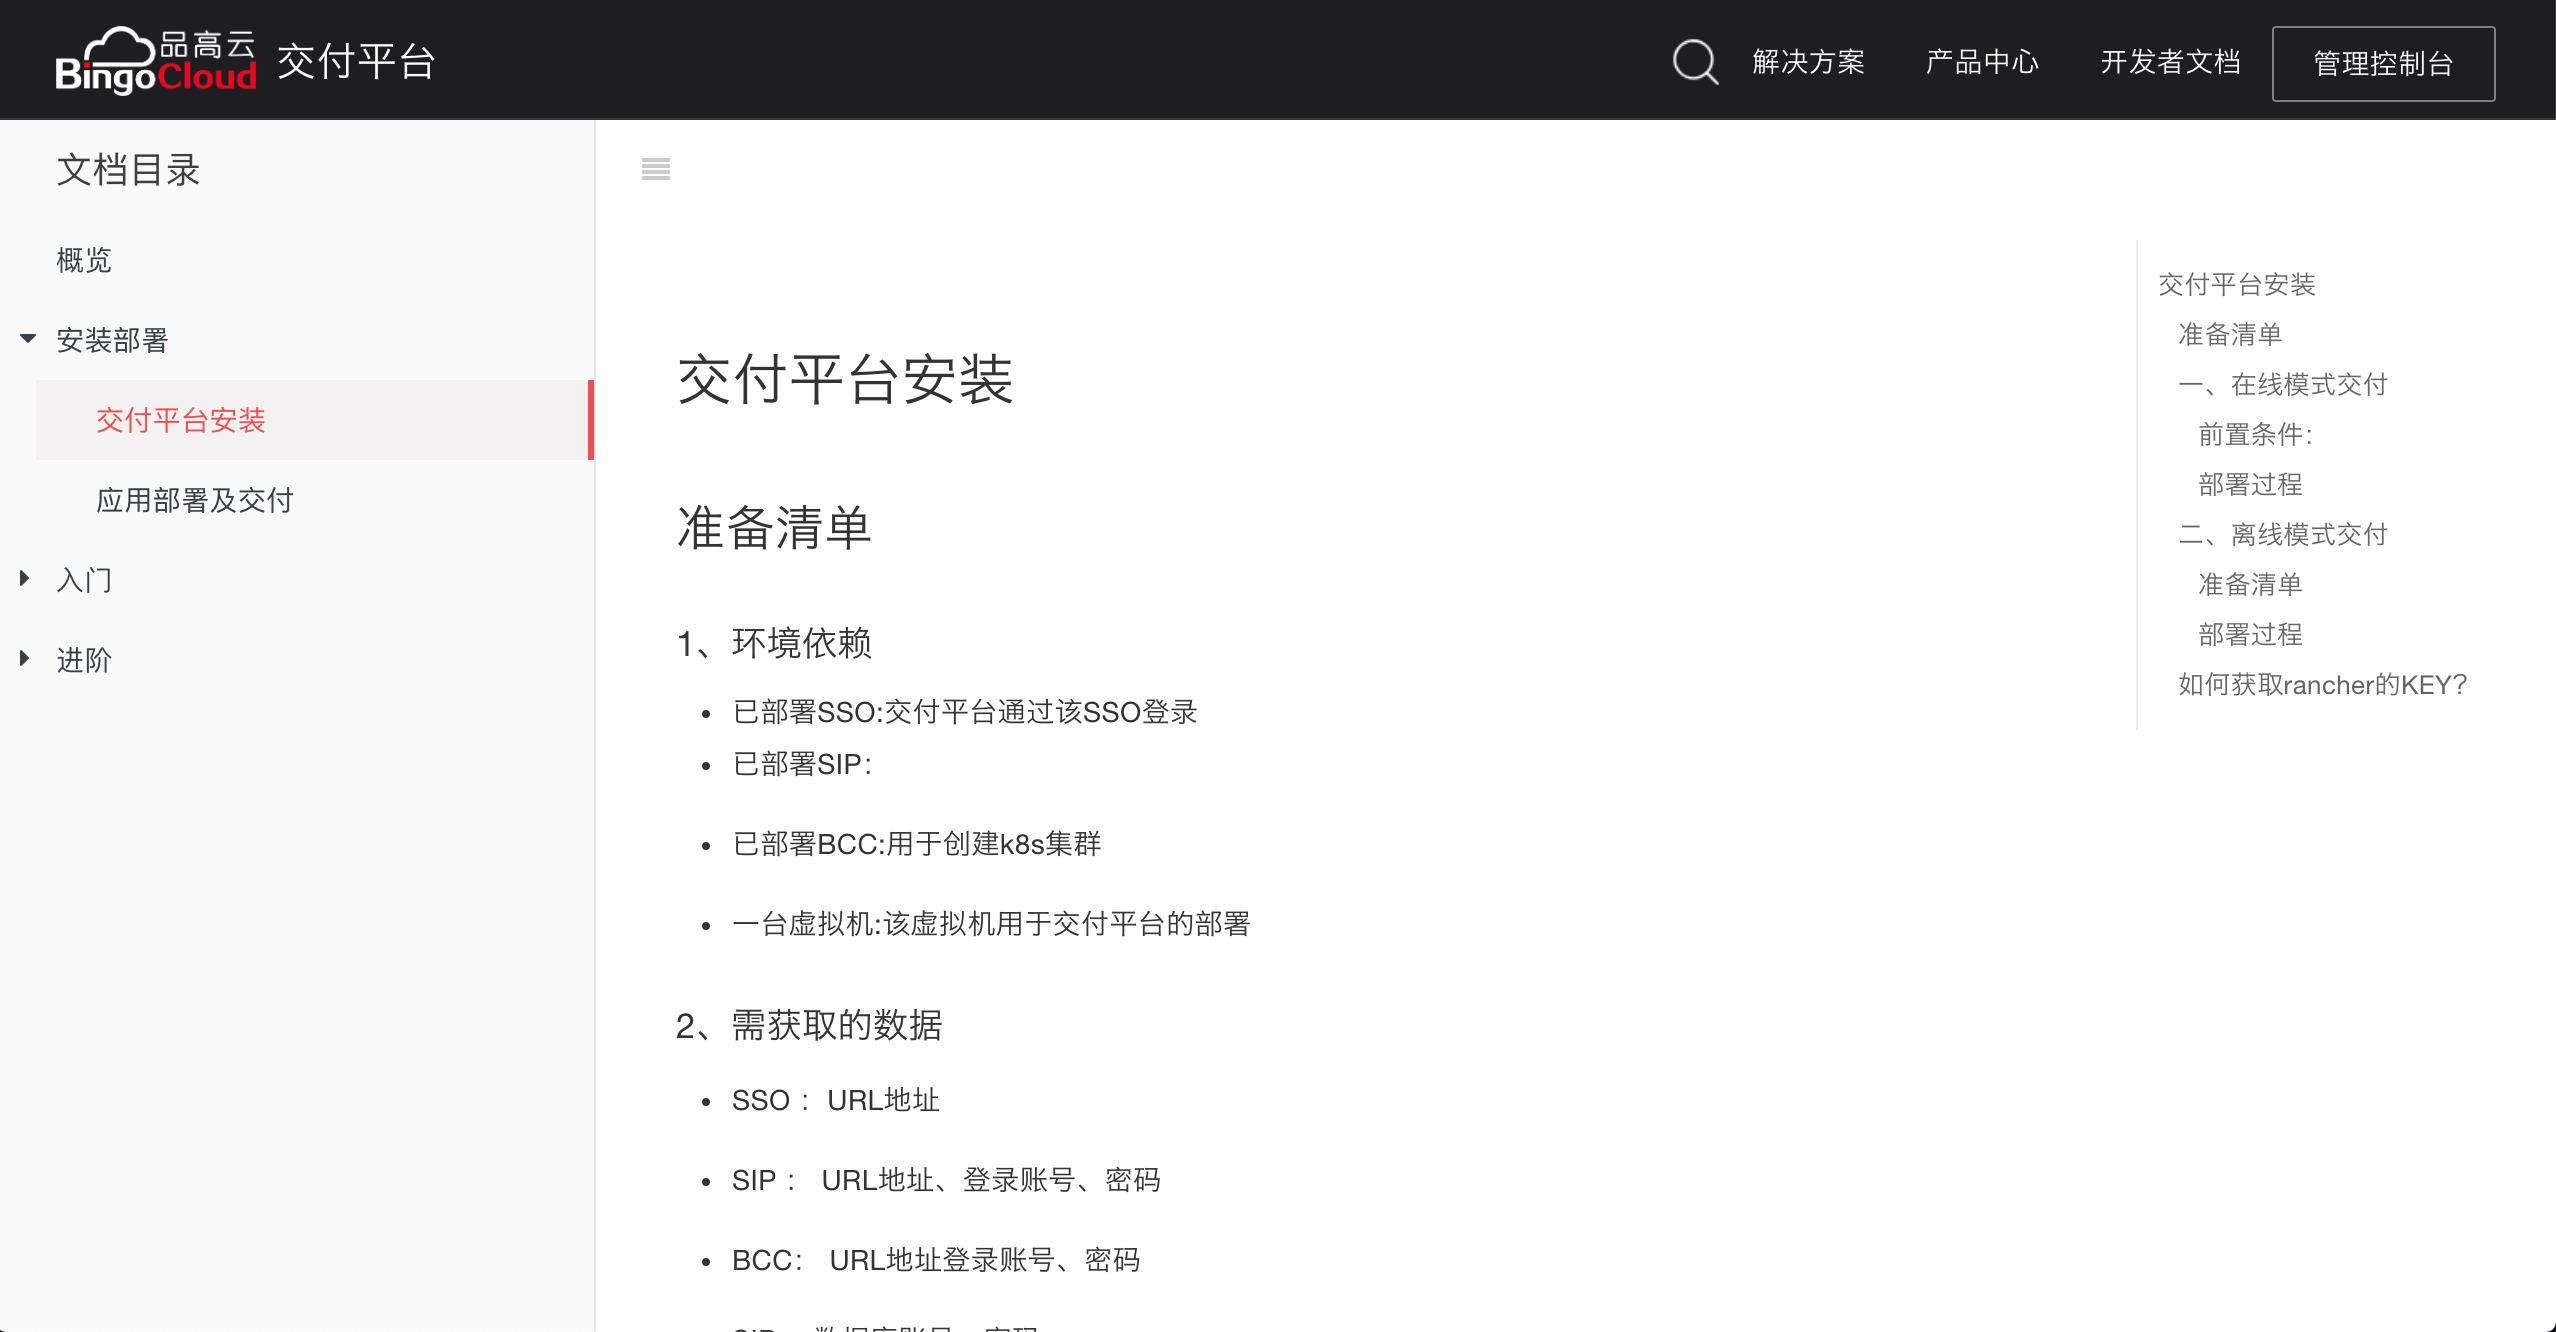 品高云
BingoCloud
交付平台
解决方案
产品中心
开发者文档
管理控制台
文档目录
概览
安装部署
交付平台安装
应用部署及交付
入门
进阶
交付平台安装
准备清单
1、环境依赖
已部署SSO:交付平台通过该SSO登录
已部署SIP：
已部署BCC:用于创建k8s集群
一台虚拟机:该虚拟机用于交付平台的部署
2、需获取的数据
SSO ： URL地址
SIP ： URL地址、登录账号、密码
BCC： URL地址登录账号、密码
交付平台安装
准备清单
一、在线模式交付
前置条件：
部署过程
二、离线模式交付
准备清单
部署过程
如何获取rancher的KEY？